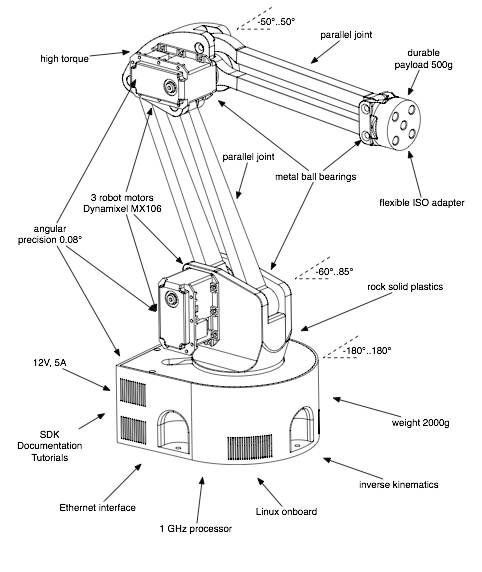 -50°..50°
parallel joint
high torque
durable
payload 500g
parallel joint
metal ball bearings
3 robot motors
Dynamixel MX106
flexible ISO adapter
angular
precision 0.08°
-60°..85°
rock solid plastics
-180°..180°
12V, 5A
weight 2000g
SDK
Documentation
Tutorials
inverse kinematics
Ethernet interface
Linux onboard
1 GHz processor